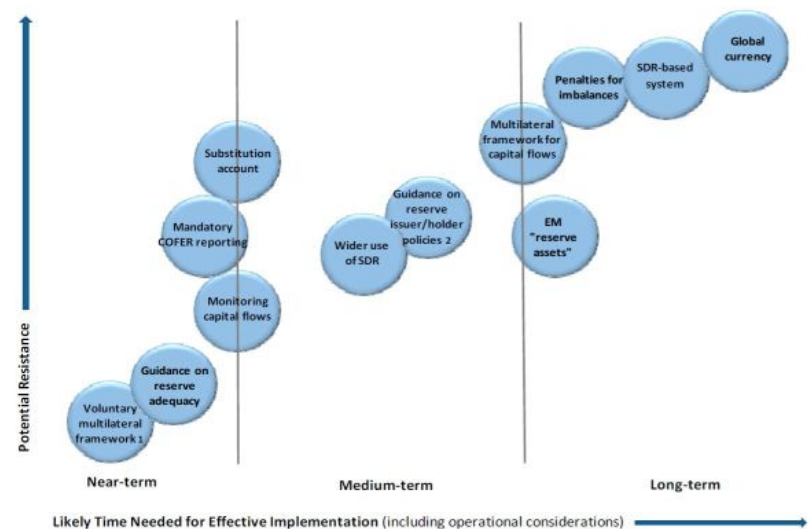 Global
currency
SDR-based
system
Penalties for
imbalances
Multilateral
framework for
capital flows
Substitution
account
Guidance on
reserve
issuer/holder
policies 2
Mandatory
COFER reporting
EM
"reserve
assets"
Wider use
of SDR
Monitoring
capital flows
Guidance on
reserve
adequacy
Voluntary
multilateral
framework 1
Potential Resistance
Near-term
Medium-term
Long-term
Likely Time Needed for Effective Implementation (including operational considerations)